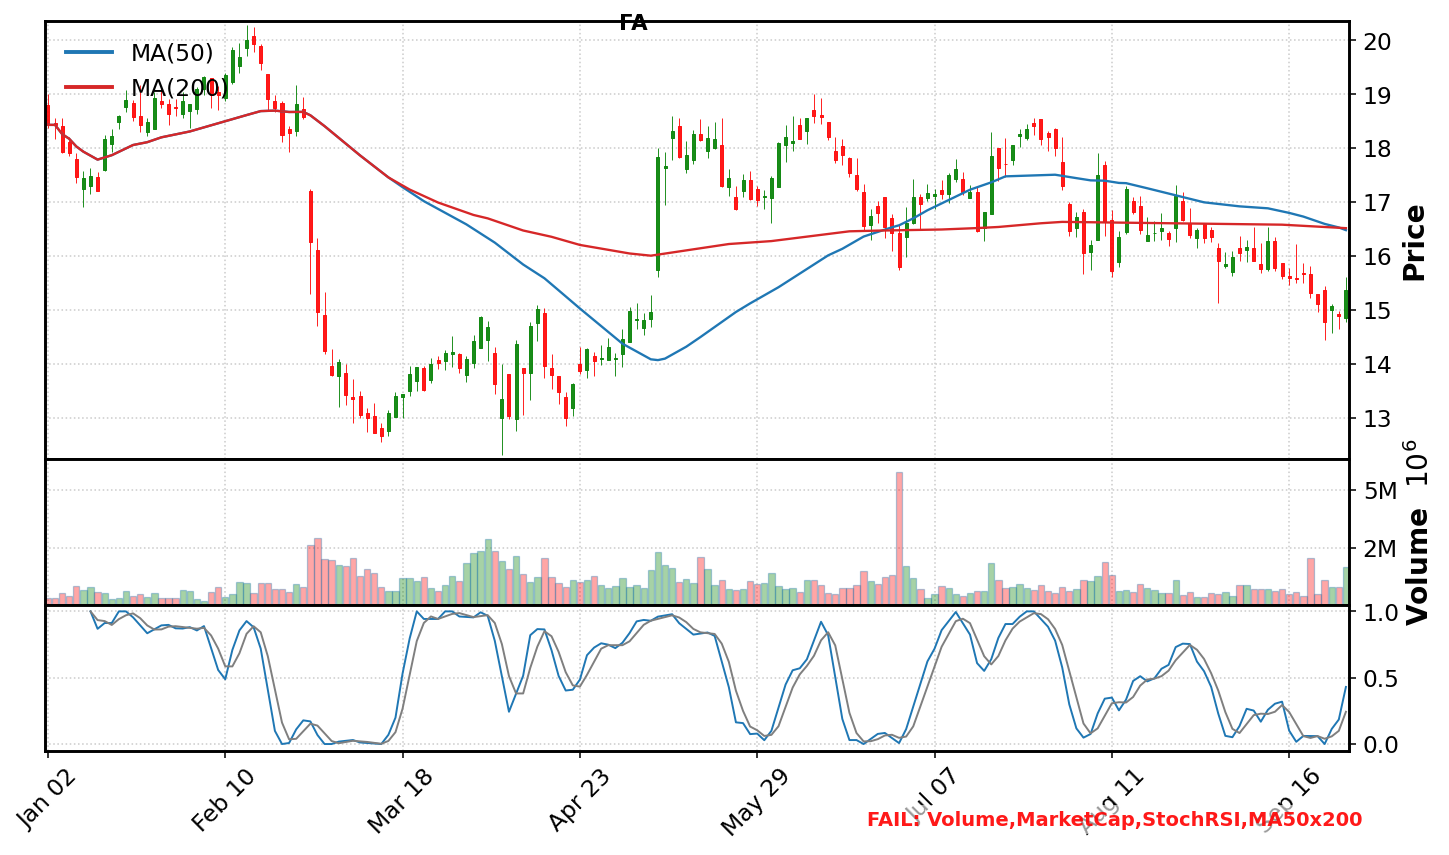 FA
MA(50)
MA(200)
20
19
18
17
16
15
14
13
Price
5M
2M
Volume 10^6
1.0
0.5
0.0
Jan 02
Feb 10
Mar 18
Apr 23
May 29
Jul 07
Aug 11
Sep 16
FAIL: Volume,MarketCap,StochRSI,MA50x200